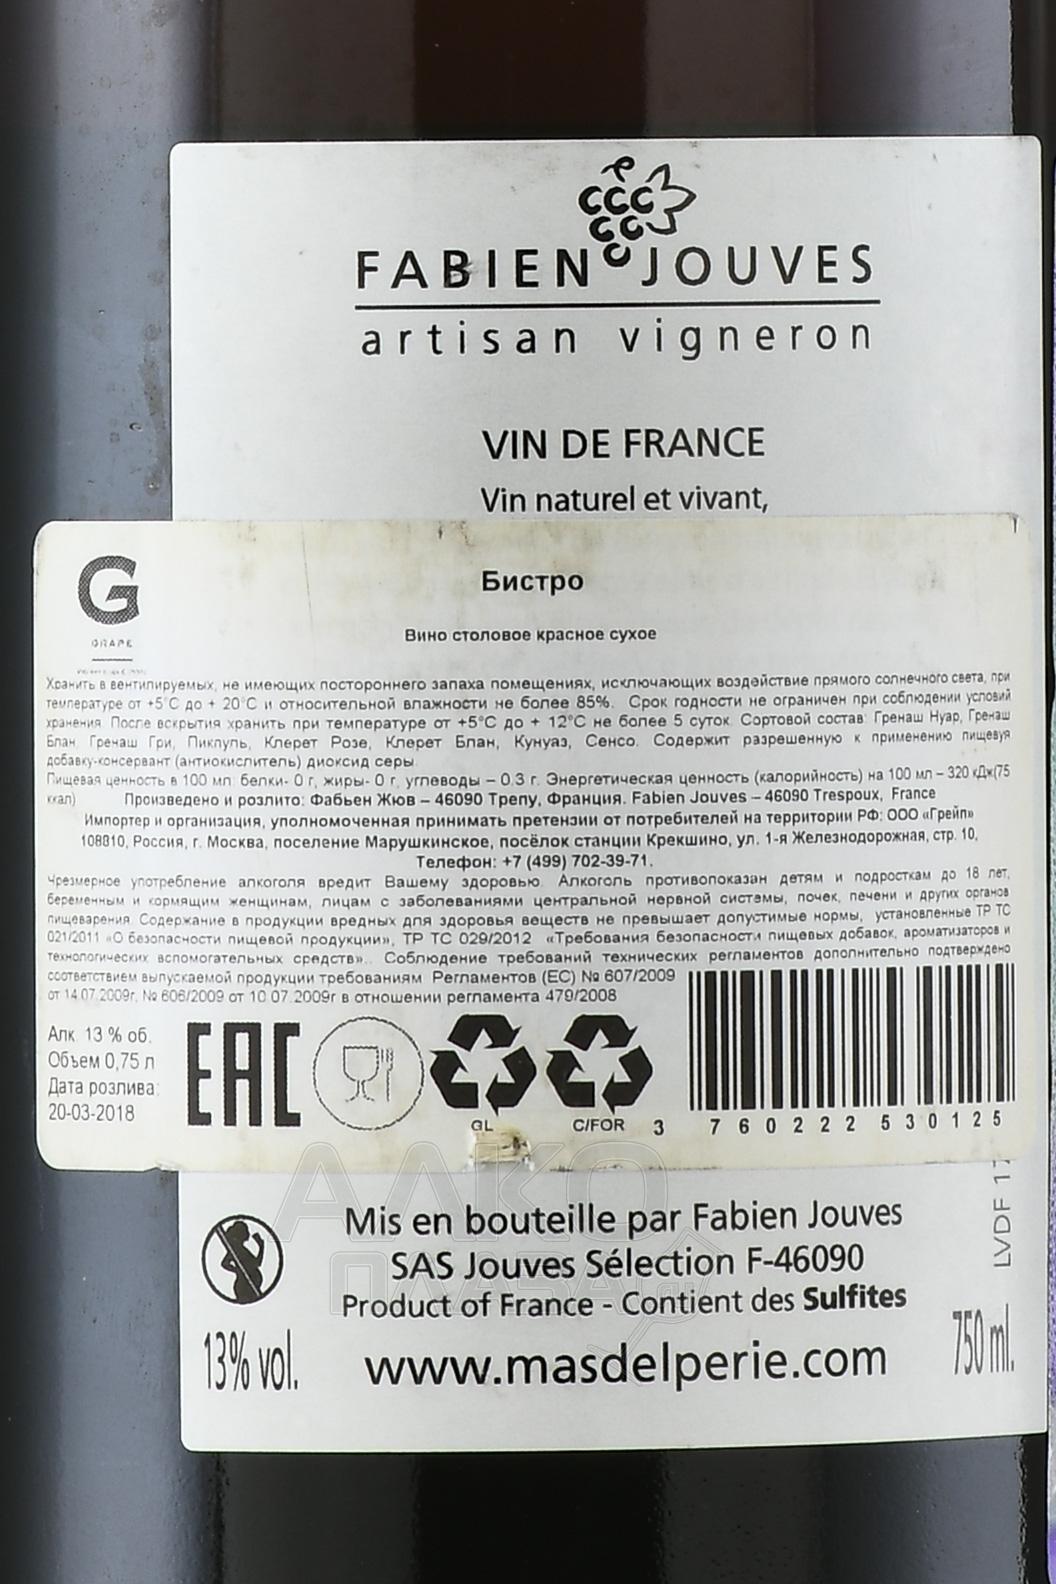 FABIEN JOUVES
artisan vigneron
VIN DE FRANCE
Vin naturel et vivant,
G
GRAPE
Бистро
Вино столовое красное сухое
Хранить в вентилируемых, не имеющих постороннего запаха помещениях, исключающих воздействие прямого солнечного света, при
температуре от +5°С до + 20°С и относительной влажности не более 85%. Срок годности не ограничен при соблюдении условий
хранения. После вскрытия хранить при температуре от +5°С до + 12°С не более 5 суток. Сортовой состав: Гренаш Нуар, Гренаш
Блан, Гренаш Гри, Пикпуль, Клерет Розе, Клерет Блан, Кунуаз, Сенсо. Содержит разрешенную к применению пищевую
добавку-консервант (антиокислитель) диоксид серы.
Пищевая ценность в 100 мл: белки- 0 г, жиры- 0 г, углеводы – 0.3 г. Энергетическая ценность (калорийность) на 100 мл – 320 кДж(75
ккал) Произведено и розлито: Фабьен Жюв – 46090 Трепу, Франция. Fabien Jouves – 46090 Trespoux, France
Импортер и организация, уполномоченная принимать претензии от потребителей на территории РФ: ООО «Грейп»
108810, Россия, г. Москва, поселение Марушкинское, посёлок станции Крекшино, ул. 1-я Железнодорожная, стр. 10,
Телефон: +7 (499) 702-39-71.
Чрезмерное употребление алкоголя вредит Вашему здоровью. Алкоголь противопоказан детям и подросткам до 18 лет,
беременным и кормящим женщинам, лицам с заболеваниями центральной нервной системы, почек, печени и других органов
пищеварения. Содержание в продукции вредных для здоровья веществ не превышает допустимые нормы, установленные ТР ТС
021/2011 «О безопасности пищевой продукции», ТР ТС 029/2012 «Требования безопасности пищевых добавок, ароматизаторов и
технологических вспомогательных средств». Соблюдение требований технических регламентов дополнительно подтверждено
соответствием выпускаемой продукции требованиям Регламентов (ЕС) № 607/2009
от 14.07.2009г, № 606/2009 от 10.07.2009г в отношении регламента 479/2008
Алк. 13 % об.
Объем 0,75 л
Дата розлива:
20-03-2018
EAC
GL
C/FOR
3 760222 530125
LVDF 17
Mis en bouteille par Fabien Jouves
SAS Jouves Sélection F-46090
Product of France - Contient des Sulfites
13% vol.
www.masdelperie.com
750 ml.
АЛКО
ПЛАЗА